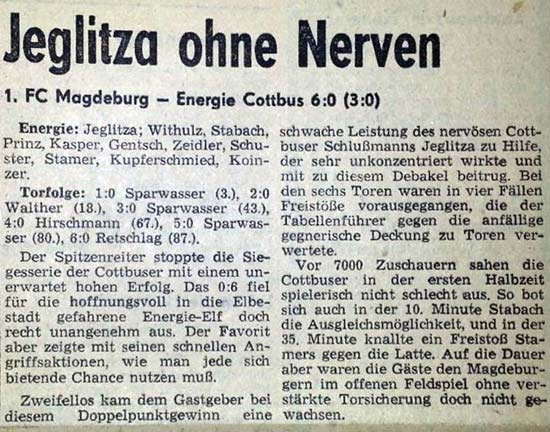 Jeglitza ohne Nerven
1. FC Magdeburg — Energie Cottbus 6:0 (3:0)
Energie: Jeglitza; Withulz, Stabach,
Prinz, Kasper, Gentsch, Zeidler, Schu-
ster, Stamer, Kupferschmied, Koin-
zer.
Torfolge: 1:0 Sparwasser (3.), 2:0
Walther (18.), 3:0 Sparwasser (43.),
4:0 Hirschmann (67.), 5:0 Sparwas-
ser (80.), 6:0 Retschlag (87.).
Der Spitzenreiter stoppte die Sie-
gesserie der Cottbuser mit einem un-
erwartet hohen Erfolg. Das 0:6 fiel
für die hoffnungsvoll in die Elbe-
stadt gefahrene Energie-Elf doch
recht unangenehm aus. Der Favorit
aber zeigte mit seinen schnellen An-
griffsaktionen, wie man jede sich
bietende Chance nutzen muß.
Zweifellos kam dem Gastgeber bei
diesem Doppelpunktgewinn eine
schwache Leistung des nervösen Cott-
buser Schlußmanns Jeglitza zu Hilfe,
der sehr unkonzentriert wirkte und
mit zu diesem Debakel beitrug. Bei
den sechs Toren waren in vier Fällen
Freistöße vorausgegangen, die der
Tabellenführer gegen die anfällige
gegnerische Deckung zu Toren ver-
wertete.
Vor 7000 Zuschauern sahen die
Cottbuser in der ersten Halbzeit
spielerisch nicht schlecht aus. So bot
sich auch in der 10. Minute Stabach
die Ausgleichsmöglichkeit, und in der
35. Minute knallte ein Freistoß Sta-
mers gegen die Latte. Auf die Dauer
aber waren die Gäste den Magdebur-
gern im offenen Feldspiel ohne ver-
stärkte Torsicherung doch nicht ge-
wachsen.